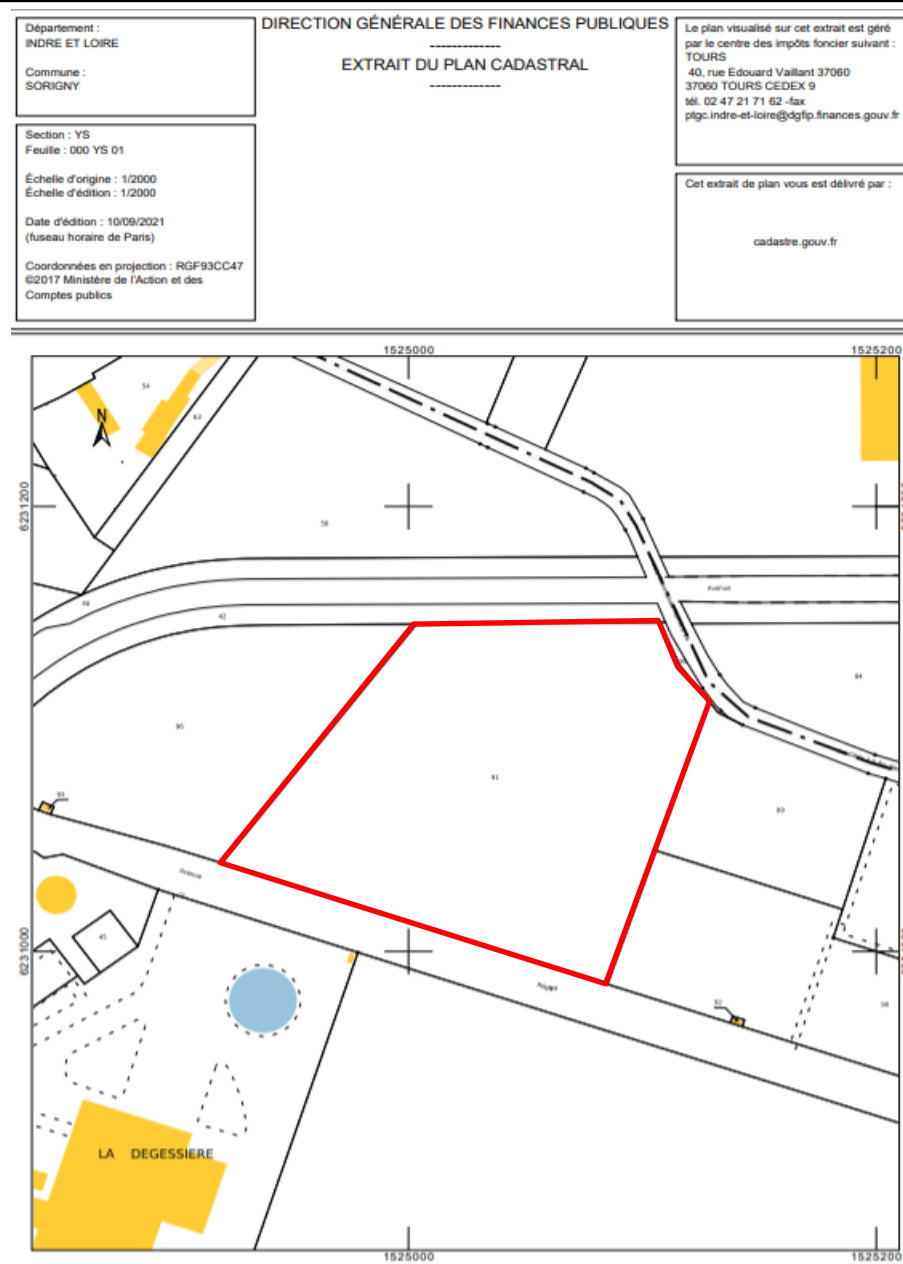 Département :
INDRE ET LOIRE
Commune :
SORIGNY
Section : YS
Feuille : 000 YS 01
Échelle d'origine : 1/2000
Échelle d'édition : 1/2000
Date d'édition : 10/09/2021
(fuseau horaire de Paris)
Coordonnées en projection : RGF93CC47
©2017 Ministère de l'Action et des
Comptes publics
DIRECTION GÉNÉRALE DES FINANCES PUBLIQUES
-------------
EXTRAIT DU PLAN CADASTRAL
-------------
Le plan visualisé sur cet extrait est géré
par le centre des impôts foncier suivant :
TOURS
40, rue Edouard Vaillant 37060
37060 TOURS CEDEX 9
tél. 02 47 21 71 62 -fax
ptgc.indre-et-loire@dgfip.finances.gouv.fr
Cet extrait de plan vous est délivré par :
cadastre.gouv.fr
1525000
1525200
54
63
N
6231200
56
Avenue
48
42
84
86
91
93
89
Avenue
45
6231000
92
98
LA DEGESSIERE
1525000
1525200